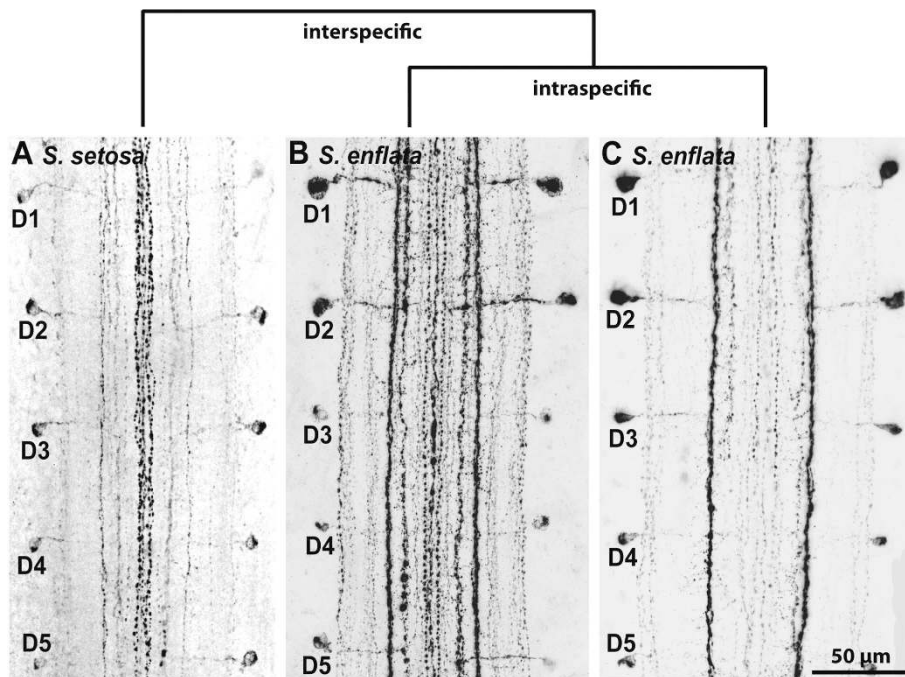 interspecific
intraspecific
A S. setosa
B S. enflata
C S. enflata
D1
D1
D1
D2
D2
D2
D3
D3
D3
D4
D4
D4
D5
D5
D5
50 µm